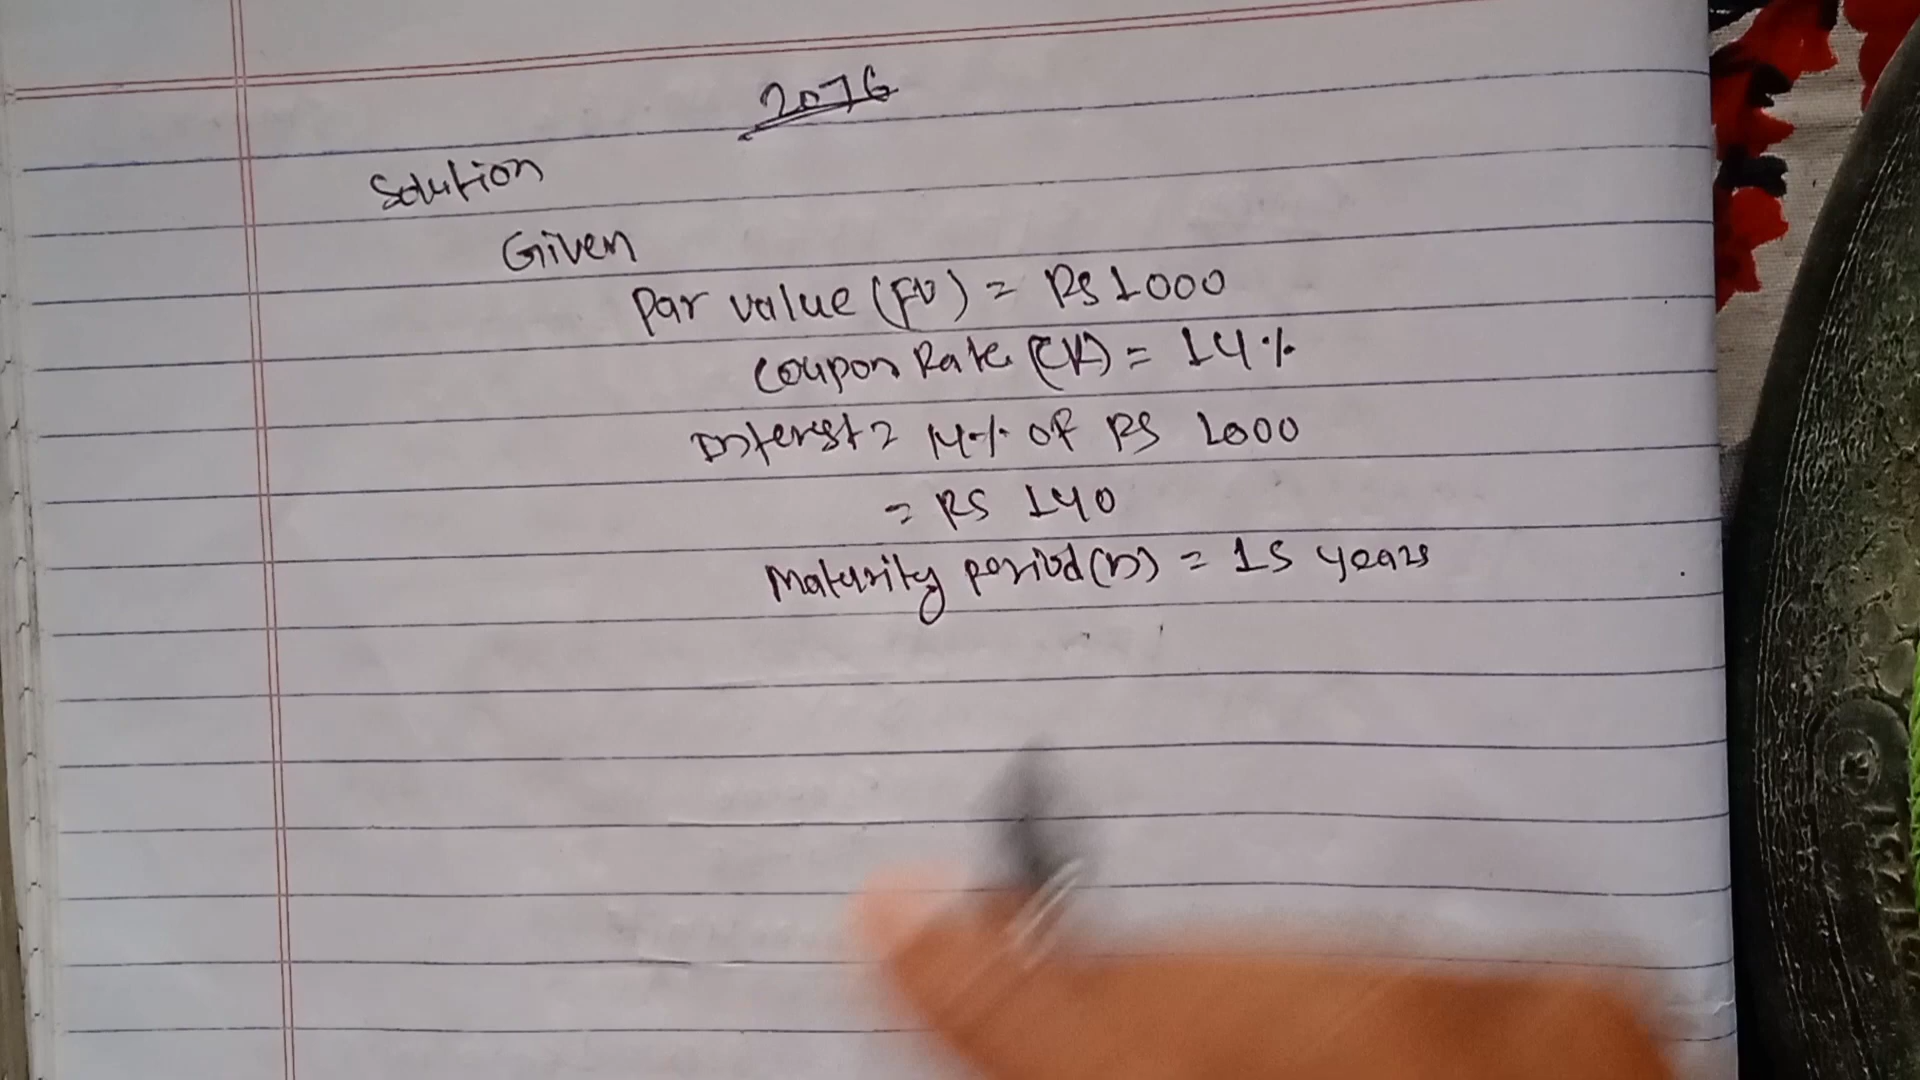 2076
Solution
Given
Par value (FV) = RS 1000
Coupon Rate (CR) = 14%
Interest = 14% of RS 1000
= RS 140
Maturity period (n) = 15 years